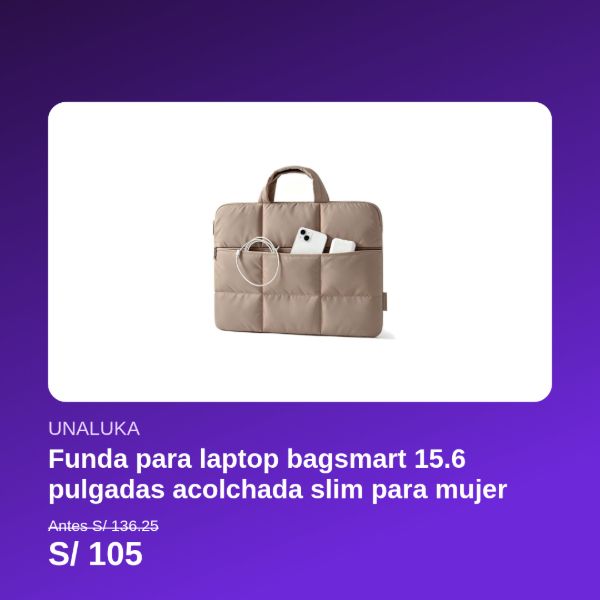 UNALUKA
Funda para laptop bagsmart 15.6
pulgadas acolchada slim para mujer
Antes S/ 136.25
S/ 105